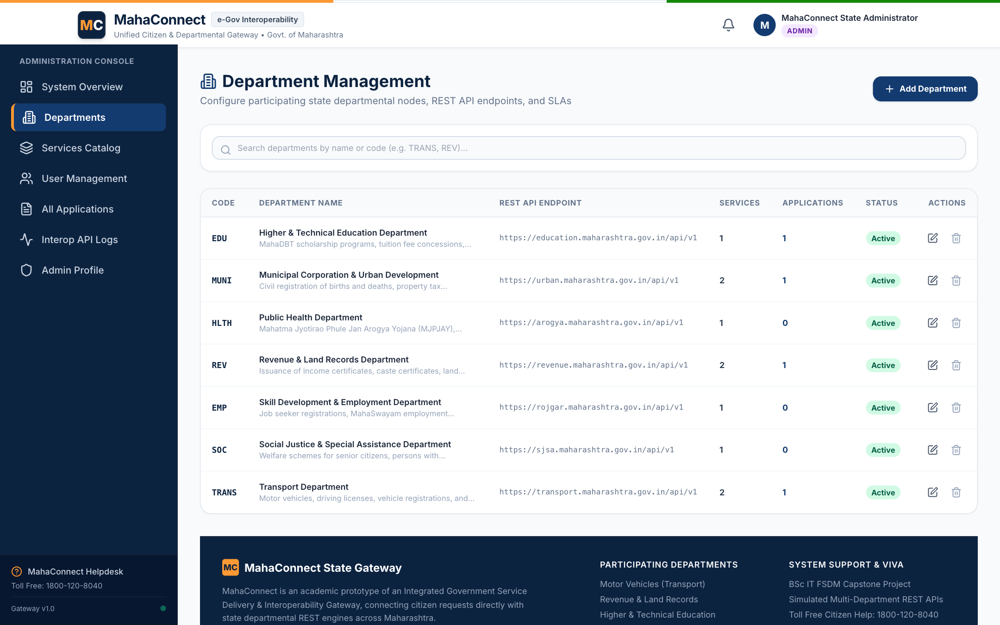 MC
MahaConnect
e-Gov Interoperability
Unified Citizen & Departmental Gateway • Govt. of Maharashtra
M
MahaConnect State Administrator
ADMIN
ADMINISTRATION CONSOLE
System Overview
Departments
Services Catalog
User Management
All Applications
Interop API Logs
Admin Profile
MahaConnect Helpdesk
Toll Free: 1800-120-8040
Gateway v1.0
Department Management
Configure participating state departmental nodes, REST API endpoints, and SLAs
Add Department
Search departments by name or code (e.g. TRANS, REV)...
CODE DEPARTMENT NAME REST API ENDPOINT SERVICES APPLICATIONS STATUS ACTIONS
EDU Higher & Technical Education Department https://education.maharashtra.gov.in/api/v1 1 1 Active
MahaDBT scholarship programs, tuition fee concessions,...
MUNI Municipal Corporation & Urban Development https://urban.maharashtra.gov.in/api/v1 2 1 Active
Civil registration of births and deaths, property tax...
HLTH Public Health Department https://arogya.maharashtra.gov.in/api/v1 1 0 Active
Mahatma Jyotirao Phule Jan Arogya Yojana (MJPJAY),...
REV Revenue & Land Records Department https://revenue.maharashtra.gov.in/api/v1 2 1 Active
Issuance of income certificates, caste certificates, land...
EMP Skill Development & Employment Department https://rojgar.maharashtra.gov.in/api/v1 1 0 Active
Job seeker registrations, MahaSwayam employment...
SOC Social Justice & Special Assistance Department https://sjsa.maharashtra.gov.in/api/v1 1 0 Active
Welfare schemes for senior citizens, persons with...
TRANS Transport Department https://transport.maharashtra.gov.in/api/v1 2 1 Active
Motor vehicles, driving licenses, vehicle registrations, and...
MC MahaConnect State Gateway
MahaConnect is an academic prototype of an Integrated Government Service
Delivery & Interoperability Gateway, connecting citizen requests directly with
state departmental REST engines across Maharashtra.
PARTICIPATING DEPARTMENTS
Motor Vehicles (Transport)
Revenue & Land Records
Higher & Technical Education
SYSTEM SUPPORT & VIVA
BSc IT FSDM Capstone Project
Simulated Multi-Department REST APIs
Toll Free Citizen Help: 1800-120-8040